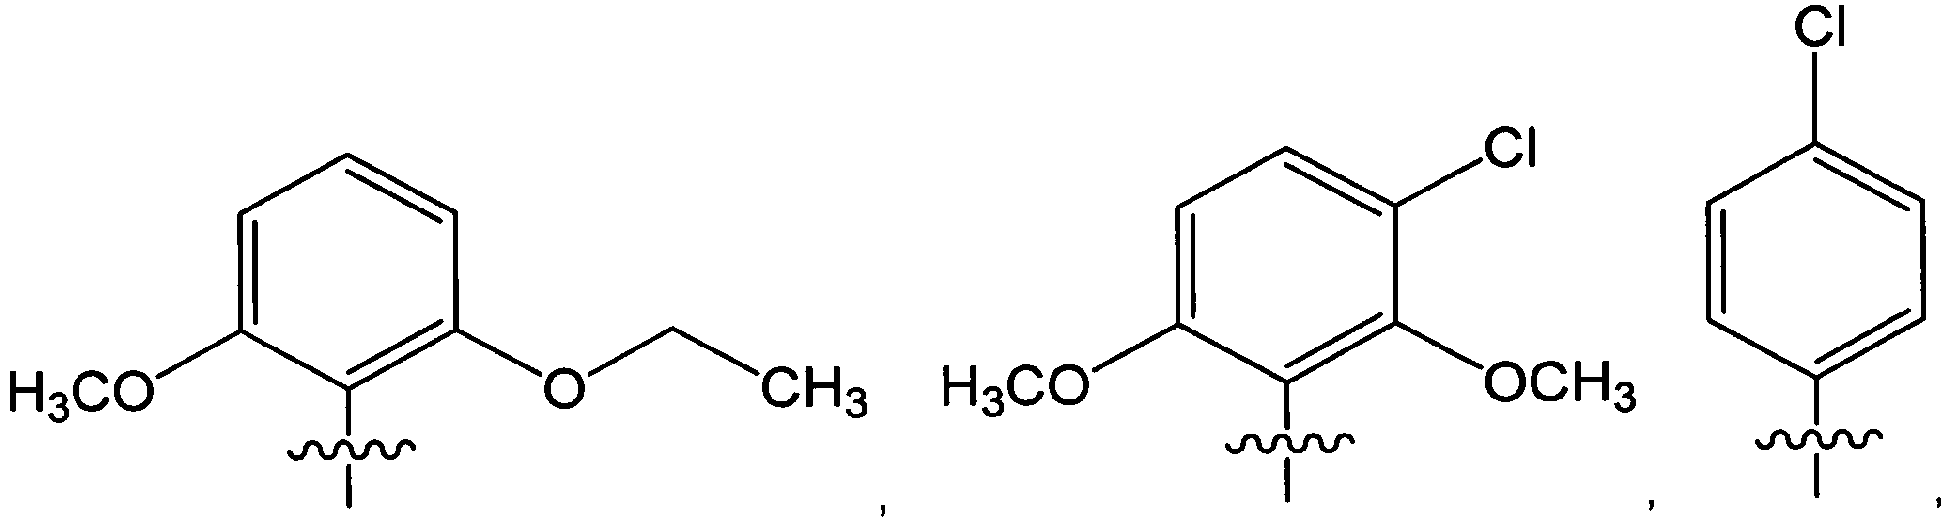 Cl
Cl
H₃CO O CH₃ , H₃CO OCH₃ , ,